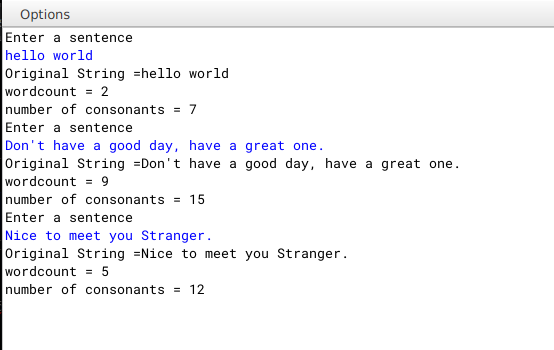 Options
Enter a sentence
hello world
Original String =hello world
wordcount = 2
number of consonants = 7
Enter a sentence
Don't have a good day, have a great one.
Original String =Don't have a good day, have a great one.
wordcount = 9
number of consonants = 15
Enter a sentence
Nice to meet you Stranger.
Original String =Nice to meet you Stranger.
wordcount = 5
number of consonants = 12